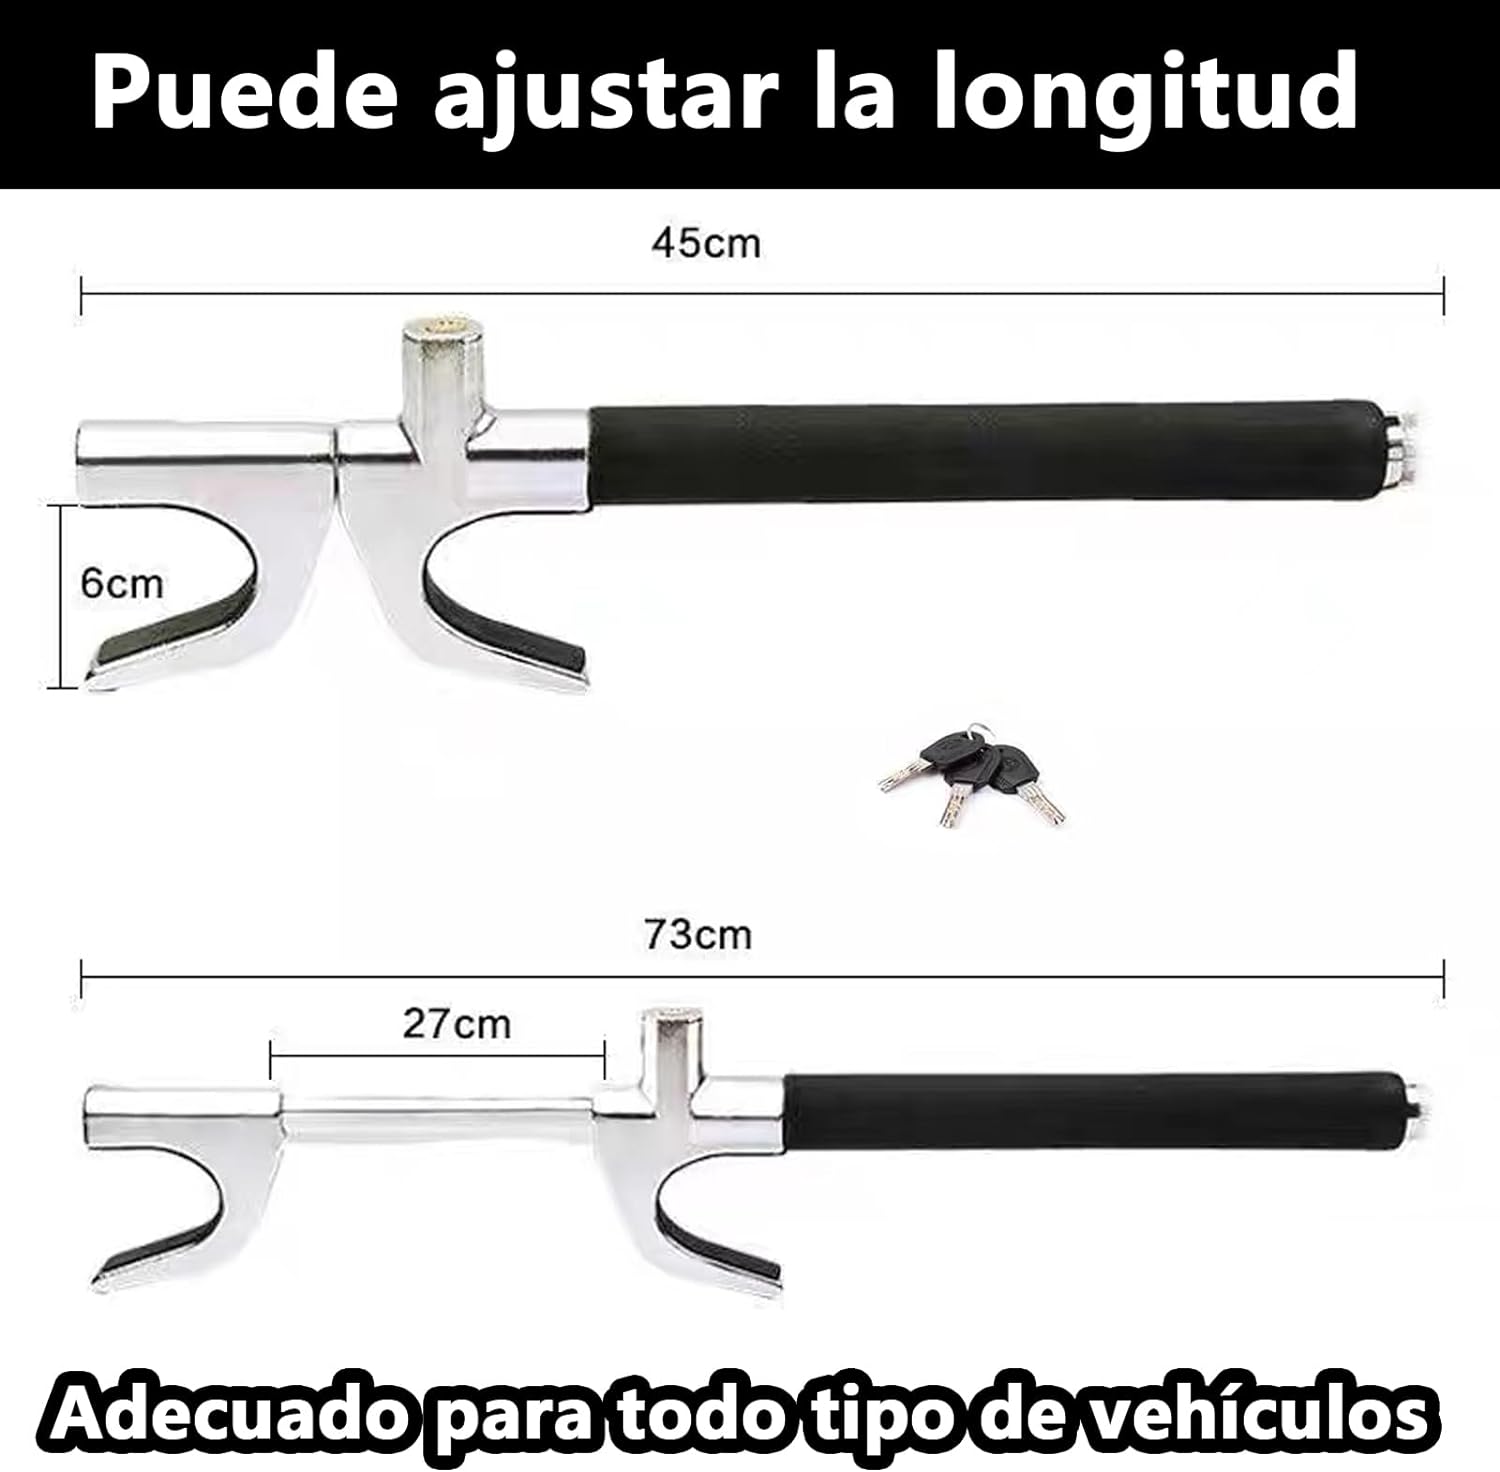 Puede ajustar la longitud
45cm
6cm
73cm
27cm
Adecuado para todo tipo de vehículos